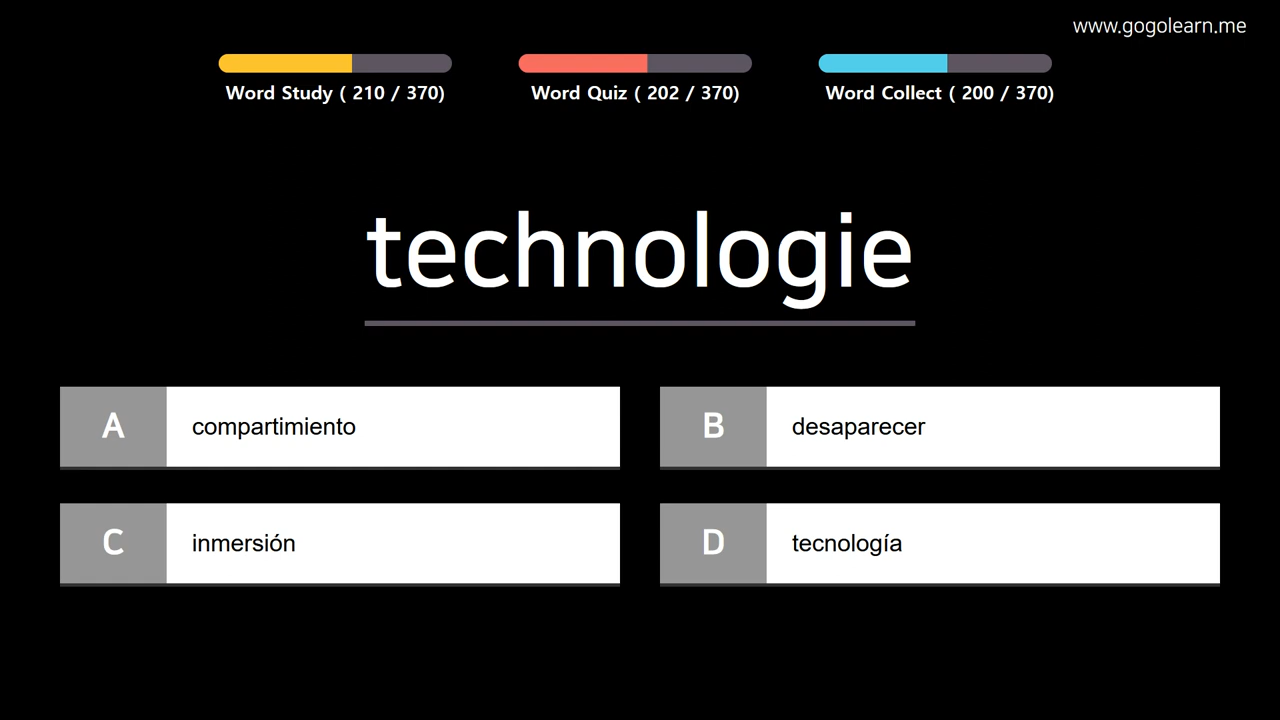 www.gogolearn.me
Word Study ( 210 / 370)
Word Quiz ( 202 / 370)
Word Collect ( 200 / 370)
technologie
A compartimiento
B desaparecer
C inmersión
D tecnología